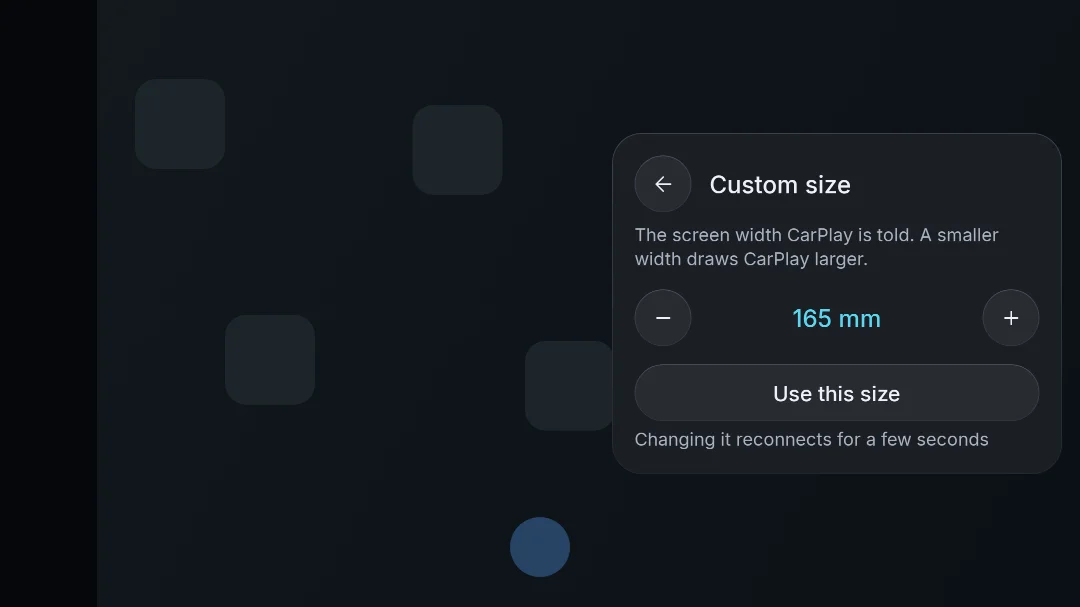 Custom size
The screen width CarPlay is told. A smaller
width draws CarPlay larger.
− 165 mm +
Use this size
Changing it reconnects for a few seconds